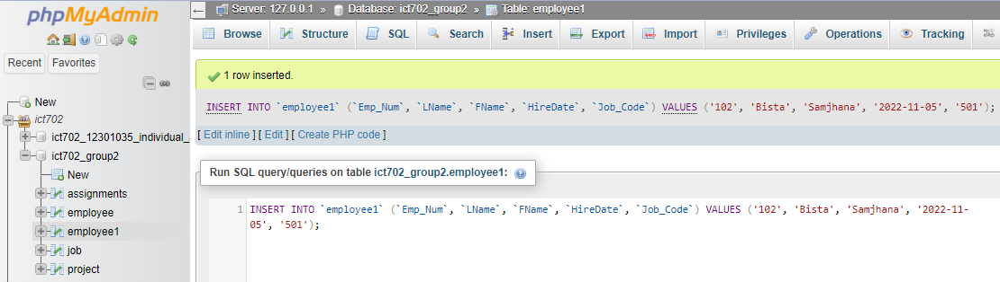 phpMyAdmin
Server: 127.0.0.1 » Database: ict702_group2 » Table: employee1
Browse Structure SQL Search Insert Export Import Privileges Operations Tracking
Recent Favorites
1 row inserted.
New
INSERT INTO `employee1` (`Emp_Num`, `LName`, `FName`, `HireDate`, `Job_Code`) VALUES ('102', 'Bista', 'Samjhana', '2022-11-05', '501');
ict702
ict702_12301035_individual_
[ Edit inline ] [ Edit ] [ Create PHP code ]
ict702_group2
New
assignments
employee
employee1
job
project
Run SQL query/queries on table ict702_group2.employee1:
1 INSERT INTO `employee1` (`Emp_Num`, `LName`, `FName`, `HireDate`, `Job_Code`) VALUES ('102', 'Bista', 'Samjhana', '2022-11-
05', '501');